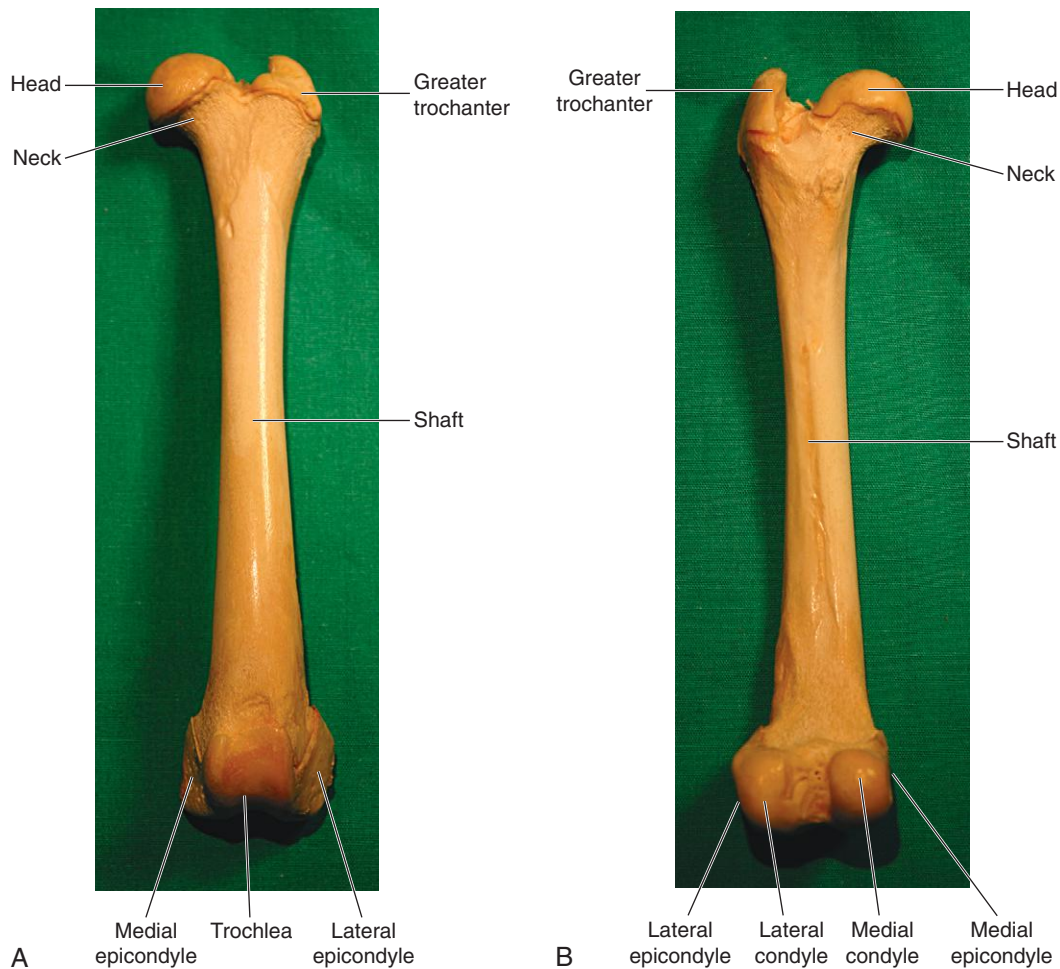 Head
Neck
Greater
trochanter
Shaft
Medial
epicondyle
Trochlea
Lateral
epicondyle
A
Greater
trochanter
Head
Neck
Shaft
Lateral
epicondyle
Lateral
condyle
Medial
condyle
Medial
epicondyle
B